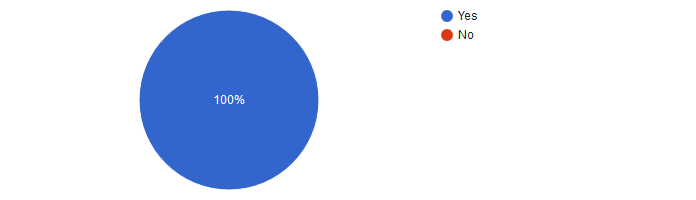 100%
Yes
No